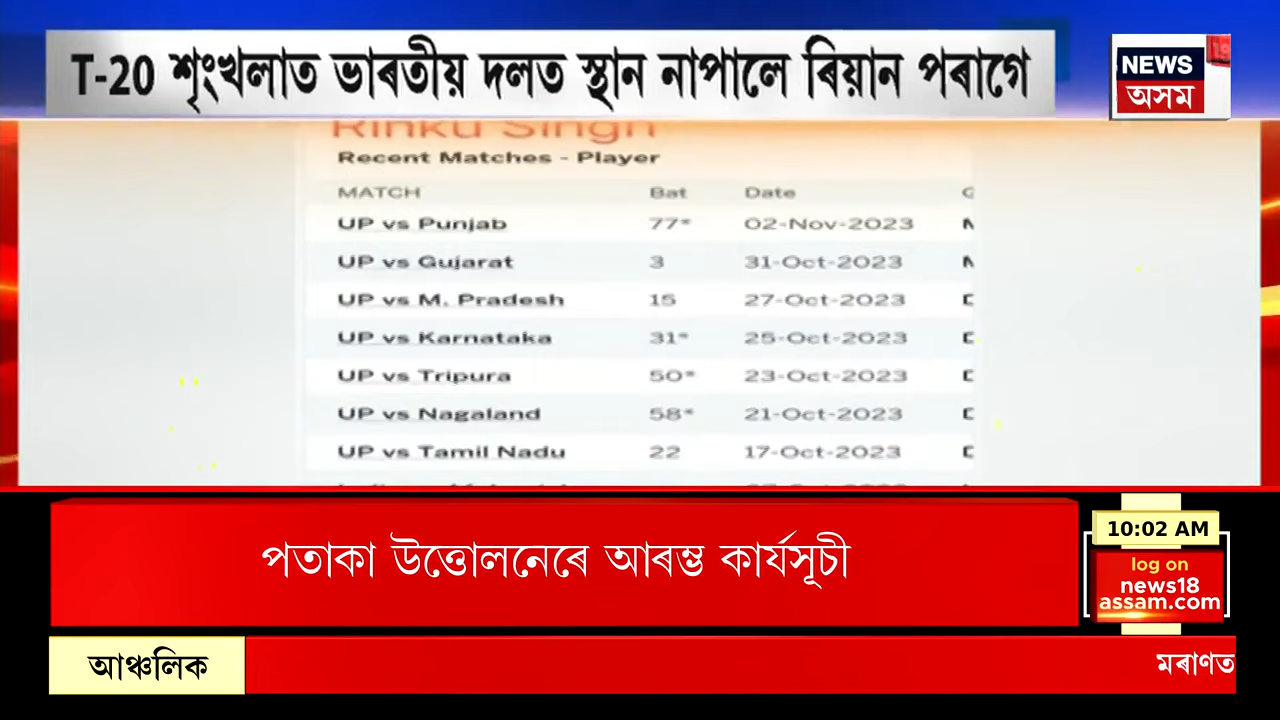 T-20 শৃংখলাত ভাৰতীয় দলত স্থান নাপালে ৰিয়ান পৰাগে
NEWS 18
অসম
Rinku Singh
Recent Matches - Player
MATCH Bat Date
UP vs Punjab 77* 02-Nov-2023
UP vs Gujarat 3 31-Oct-2023
UP vs M. Pradesh 15 27-Oct-2023
UP vs Karnataka 31* 25-Oct-2023
UP vs Tripura 50* 23-Oct-2023
UP vs Nagaland 58* 21-Oct-2023
UP vs Tamil Nadu 22 17-Oct-2023
পতাকা উত্তোলনেৰে আৰম্ভ কাৰ্যসূচী
10:02 AM
log on
news18
assam.com
আঞ্চলিক
মৰাণত